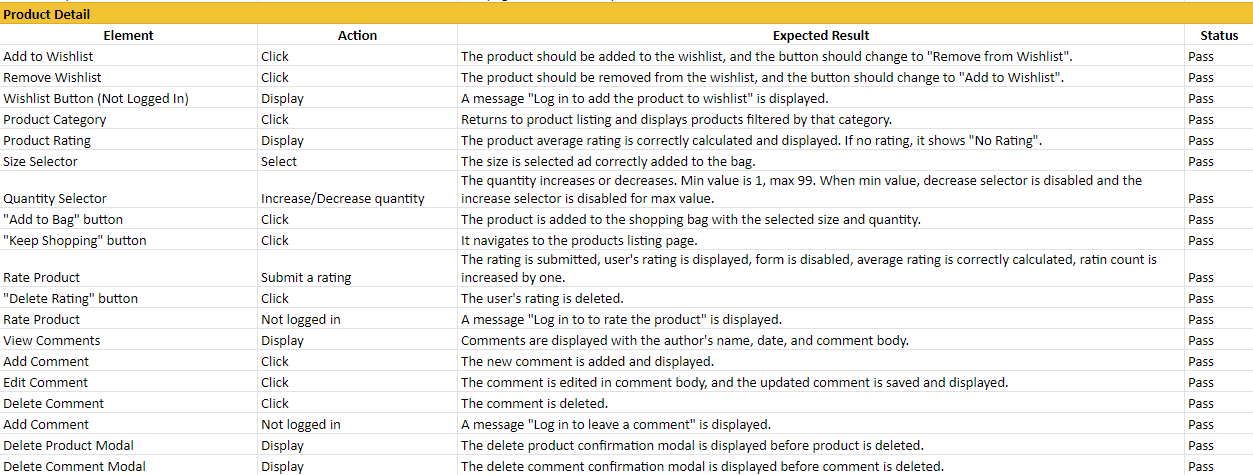 Product Detail
Element Action Expected Result Status
Add to Wishlist Click The product should be added to the wishlist, and the button should change to "Remove from Wishlist". Pass
Remove Wishlist Click The product should be removed from the wishlist, and the button should change to "Add to Wishlist". Pass
Wishlist Button (Not Logged In) Display A message "Log in to add the product to wishlist" is displayed. Pass
Product Category Click Returns to product listing and displays products filtered by that category. Pass
Product Rating Display The product average rating is correctly calculated and displayed. If no rating, it shows "No Rating". Pass
Size Selector Select The size is selected ad correctly added to the bag. Pass
The quantity increases or decreases. Min value is 1, max 99. When min value, decrease selector is disabled and the
Quantity Selector Increase/Decrease quantity increase selector is disabled for max value. Pass
"Add to Bag" button Click The product is added to the shopping bag with the selected size and quantity. Pass
"Keep Shopping" button Click It navigates to the products listing page. Pass
The rating is submitted, user's rating is displayed, form is disabled, average rating is correctly calculated, ratin count is
Rate Product Submit a rating increased by one. Pass
"Delete Rating" button Click The user's rating is deleted. Pass
Rate Product Not logged in A message "Log in to to rate the product" is displayed. Pass
View Comments Display Comments are displayed with the author's name, date, and comment body. Pass
Add Comment Click The new comment is added and displayed. Pass
Edit Comment Click The comment is edited in comment body, and the updated comment is saved and displayed. Pass
Delete Comment Click The comment is deleted. Pass
Add Comment Not logged in A message "Log in to leave a comment" is displayed. Pass
Delete Product Modal Display The delete product confirmation modal is displayed before product is deleted. Pass
Delete Comment Modal Display The delete comment confirmation modal is displayed before comment is deleted. Pass